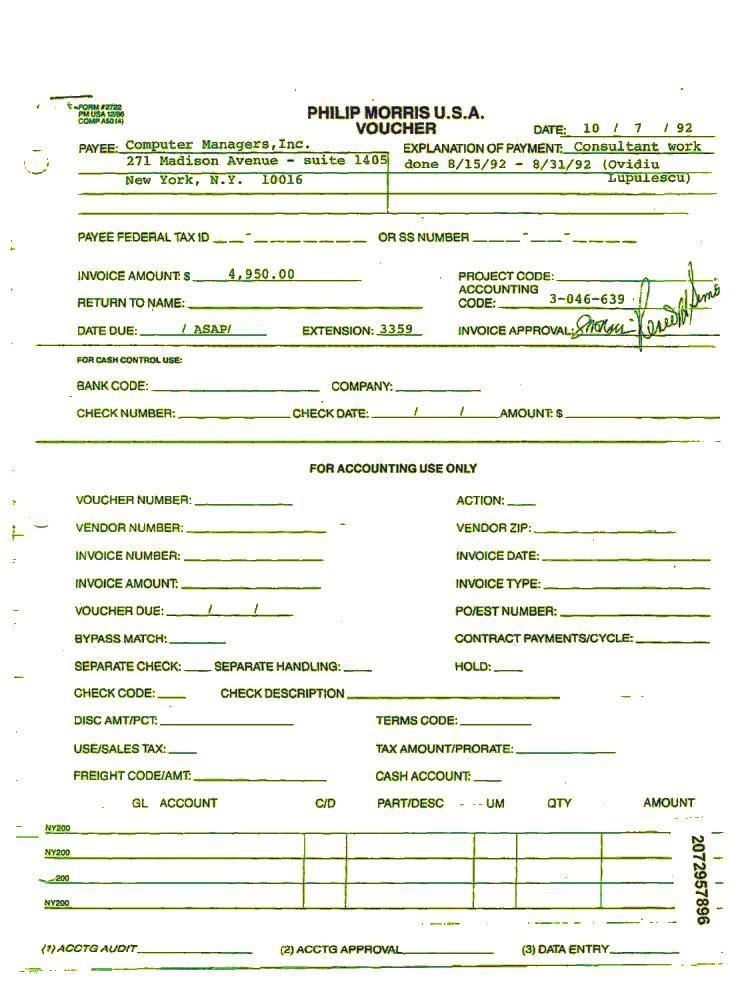 FORM #2722
PM USA 12/86
COMP A50 (4)
PHILIP MORRIS U.S.A.
VOUCHER
DATE: 10 / 7 / 92
PAYEE: Computer Managers, Inc. EXPLANATION OF PAYMENT: Consultant work
271 Madison Avenue - suite 1405 done 8/15/92 - 8/31/92 (Ovidiu
New York, N.Y. 10016 Lupulescu)
PAYEE FEDERAL TAX ID __ - _______ OR SS NUMBER ___ - __ - ____
INVOICE AMOUNT: $ 4,950.00 PROJECT CODE:
RETURN TO NAME: ACCOUNTING CODE: 3-046-639
DATE DUE: / ASAP/ EXTENSION: 3359 INVOICE APPROVAL:
FOR CASH CONTROL USE:
BANK CODE: COMPANY:
CHECK NUMBER: CHECK DATE: / / AMOUNT: $
FOR ACCOUNTING USE ONLY
VOUCHER NUMBER: ACTION:
VENDOR NUMBER: VENDOR ZIP:
INVOICE NUMBER: INVOICE DATE:
INVOICE AMOUNT: INVOICE TYPE:
VOUCHER DUE: / / PO/EST NUMBER:
BYPASS MATCH: CONTRACT PAYMENTS/CYCLE:
SEPARATE CHECK: SEPARATE HANDLING: HOLD:
CHECK CODE: CHECK DESCRIPTION
DISC AMT/PCT: TERMS CODE:
USE/SALES TAX: TAX AMOUNT/PRORATE:
FREIGHT CODE/AMT: CASH ACCOUNT:
GL ACCOUNT C/D PART/DESC UM QTY AMOUNT
NY200
NY200
200
NY200
2072957896
(1) ACCTG AUDIT (2) ACCTG APPROVAL (3) DATA ENTRY